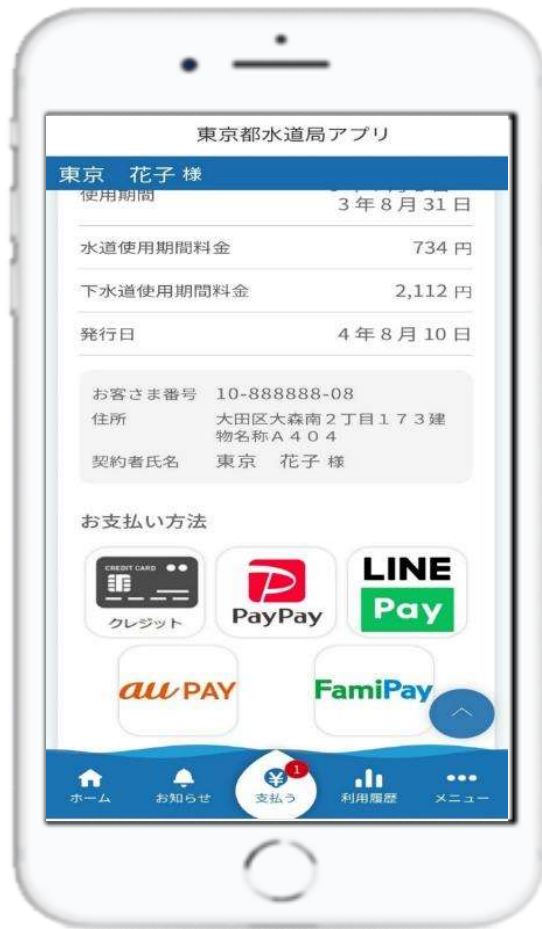 東京都水道局アプリ
東京　花子 様
使用期間
3 年 8 月 31 日
水道使用期間料金 734 円
下水道使用期間料金 2,112 円
発行日 4 年 8 月 10 日
お客さま番号 10-888888-08
住所 大田区大森南２丁目１７３建
物名称Ａ４０４
契約者氏名 東京　花子 様
お支払い方法
CREDIT CARD
クレジット
PayPay
LINE
Pay
au PAY
FamiPay
1
ホーム お知らせ 支払う 利用履歴 メニュー